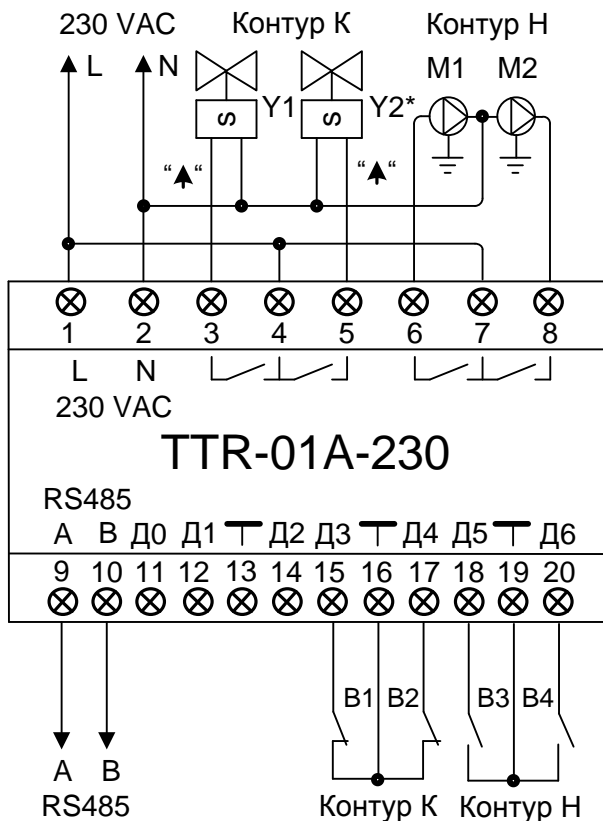 230 VAC Контур К Контур Н
L N M1 M2
S Y1 S Y2*
“ “ “ “
1 2 3 4 5 6 7 8
L N
230 VAC
TTR-01A-230
RS485
A B Д0 Д1 Д2 Д3 Д4 Д5 Д6
9 10 11 12 13 14 15 16 17 18 19 20
B1 B2 B3 B4
A B
RS485 Контур К Контур Н